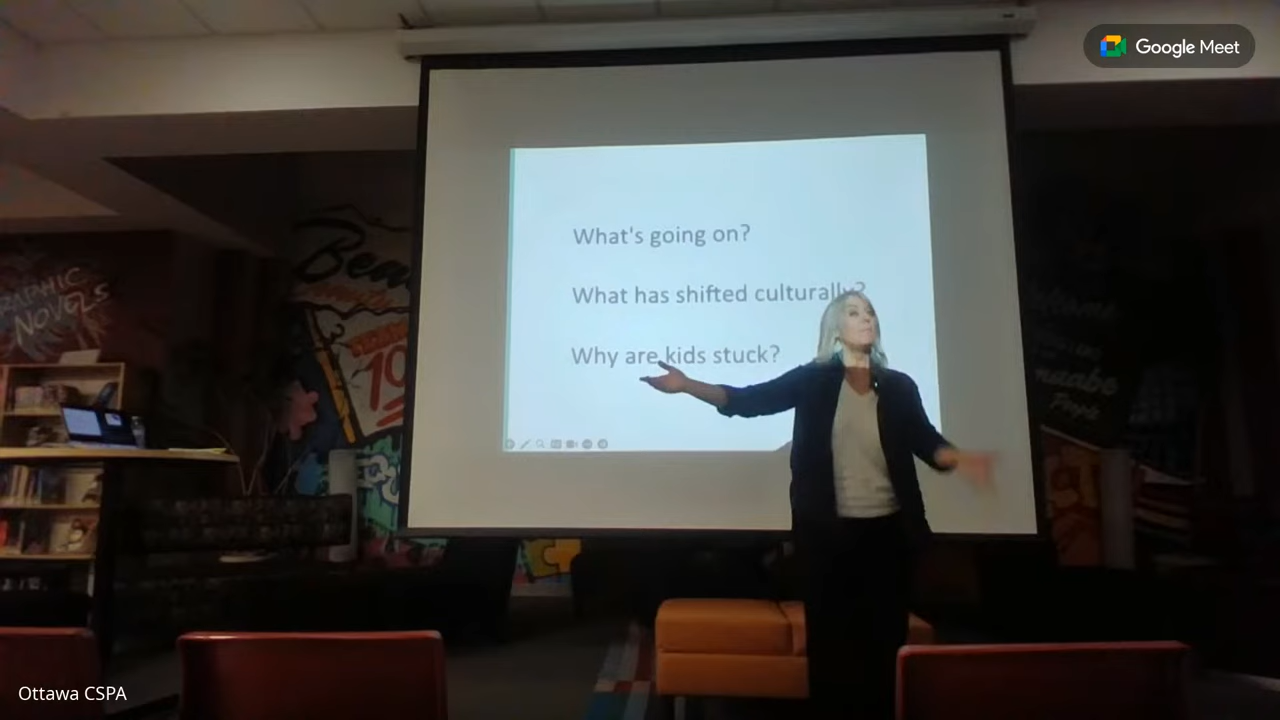 Google Meet
What's going on?
What has shifted culturally?
Why are kids stuck?
GRAPHIC
NOVELS
Ottawa CSPA